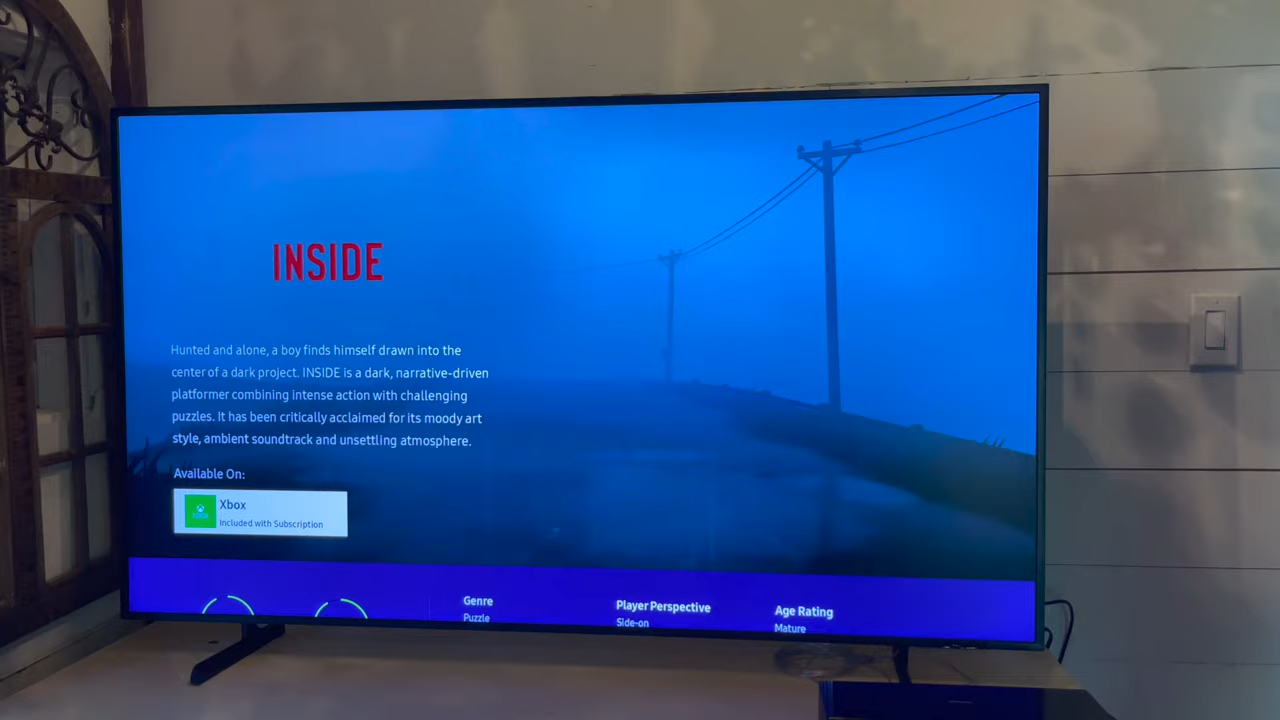 INSIDE
Hunted and alone, a boy finds himself drawn into the
center of a dark project. INSIDE is a dark, narrative-driven
platformer combining intense action with challenging
puzzles. It has been critically acclaimed for its moody art
style, ambient soundtrack and unsettling atmosphere.
Available On:
Xbox
Included with Subscription
Genre
Puzzle
Player Perspective
Side-on
Age Rating
Mature